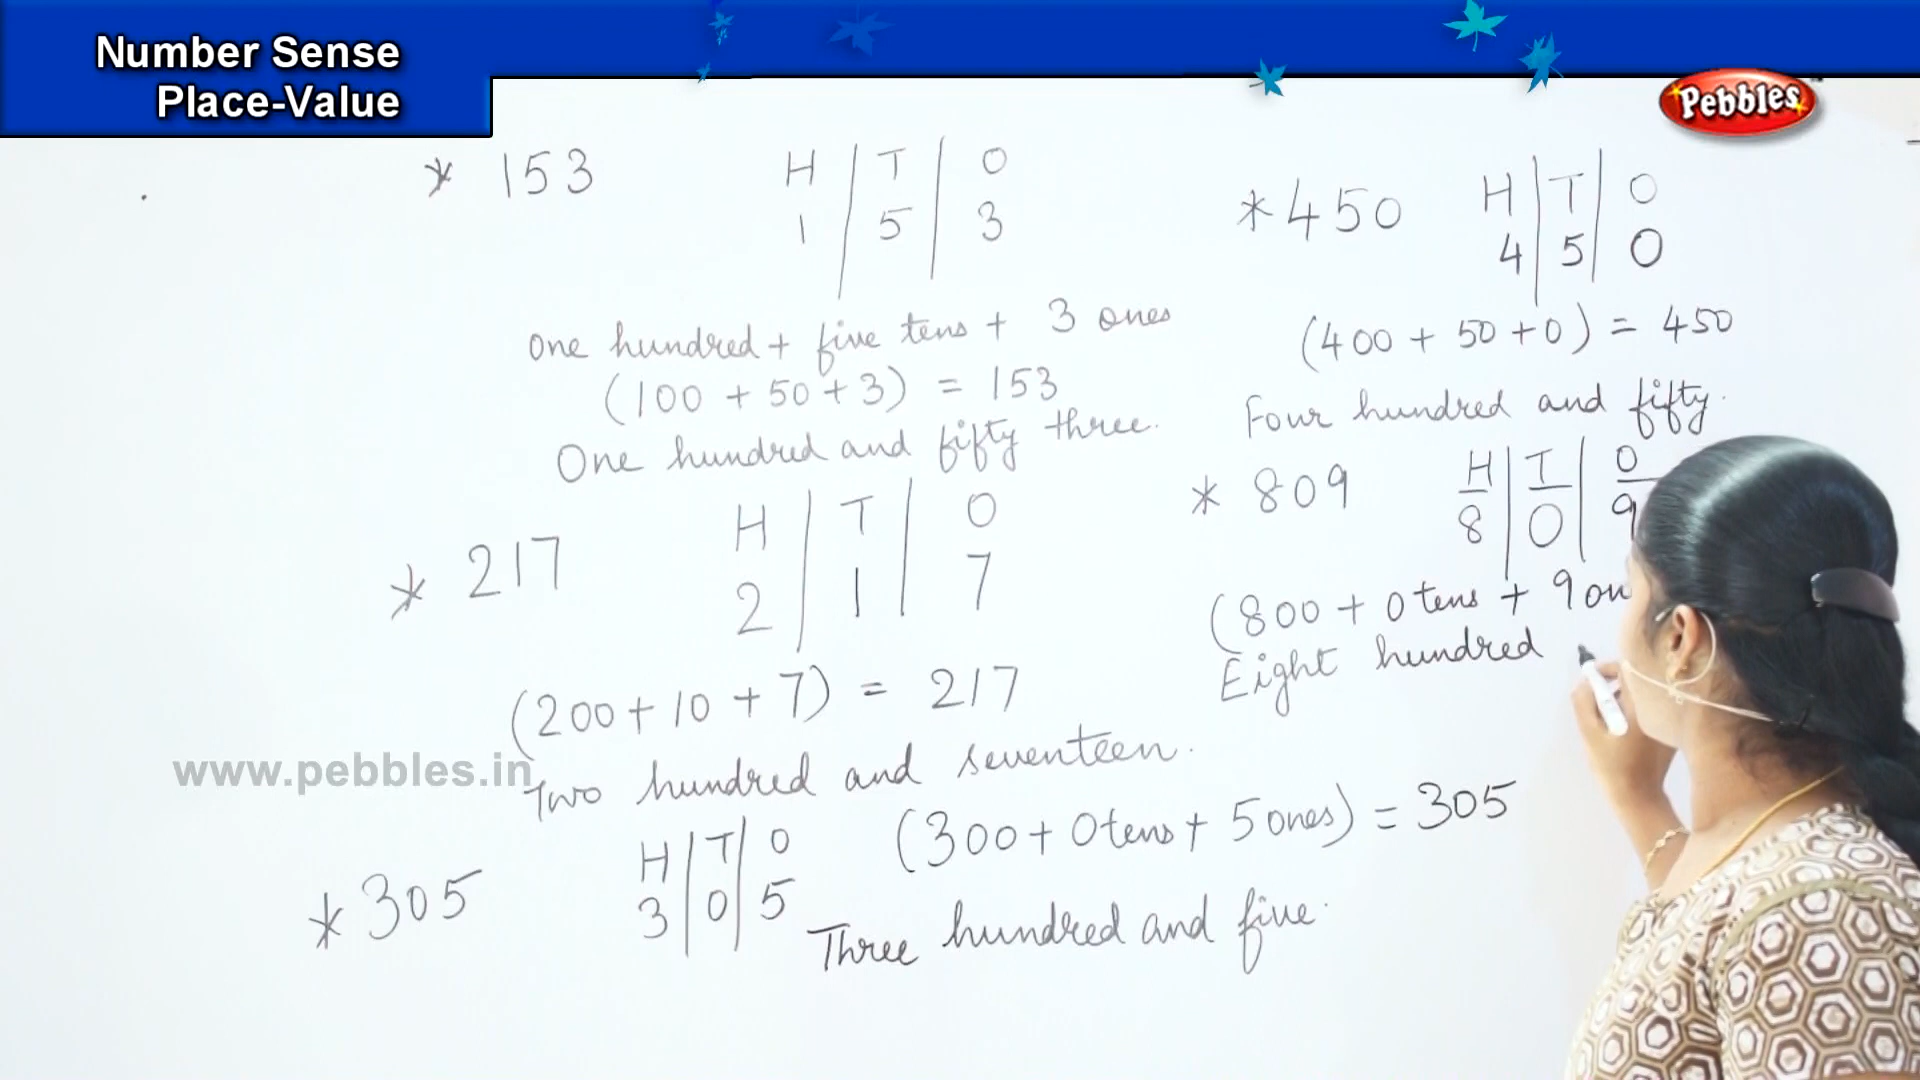 Number Sense
Place-Value
Pebbles
* 153 H T O
1 5 3
One hundred + five tens + 3 ones
(100 + 50 + 3) = 153
One hundred and fifty three.
* 217 H T O
2 1 7
(200 + 10 + 7) = 217
Two hundred and seventeen.
www.pebbles.in
* 305 H T O
3 0 5
(300 + 0 tens + 5 ones) = 305
Three hundred and five.
* 450 H T O
4 5 0
(400 + 50 + 0) = 450
Four hundred and fifty.
* 809 H T O
8 0 9
(800 + 0 tens + 9 on
Eight hundred